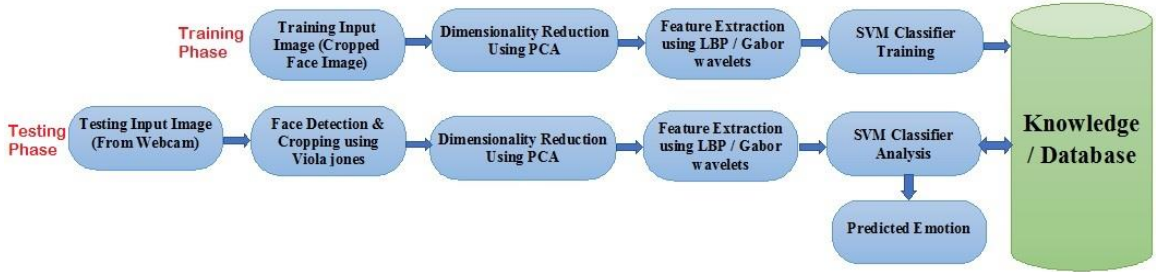 Training
Phase
Training Input
Image (Cropped
Face Image)
Dimensionality Reduction
Using PCA
Feature Extraction
using LBP / Gabor
wavelets
SVM Classifier
Training
Testing
Phase
Testing Input Image
(From Webcam)
Face Detection &
Cropping using
Viola jones
Dimensionality Reduction
Using PCA
Feature Extraction
using LBP / Gabor
wavelets
SVM Classifier
Analysis
Predicted Emotion
Knowledge
/ Database